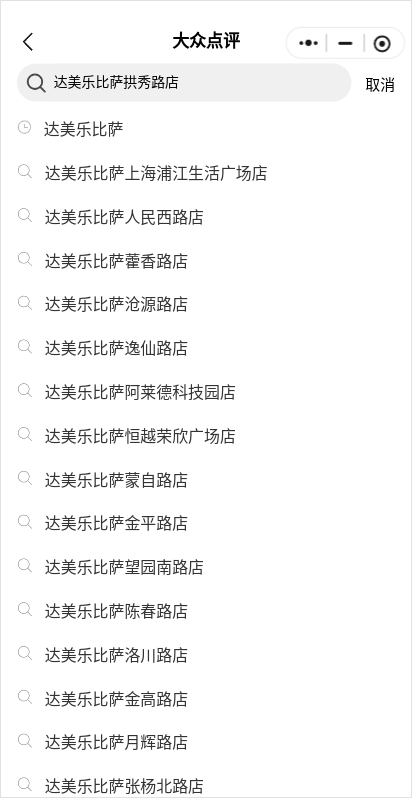 大众点评
达美乐比萨拱秀路店
取消
达美乐比萨
达美乐比萨上海浦江生活广场店
达美乐比萨人民西路店
达美乐比萨藿香路店
达美乐比萨沧源路店
达美乐比萨逸仙路店
达美乐比萨阿莱德科技园店
达美乐比萨恒越荣欣广场店
达美乐比萨蒙自路店
达美乐比萨金平路店
达美乐比萨望园南路店
达美乐比萨陈春路店
达美乐比萨洛川路店
达美乐比萨金高路店
达美乐比萨月辉路店
达美乐比萨张杨北路店